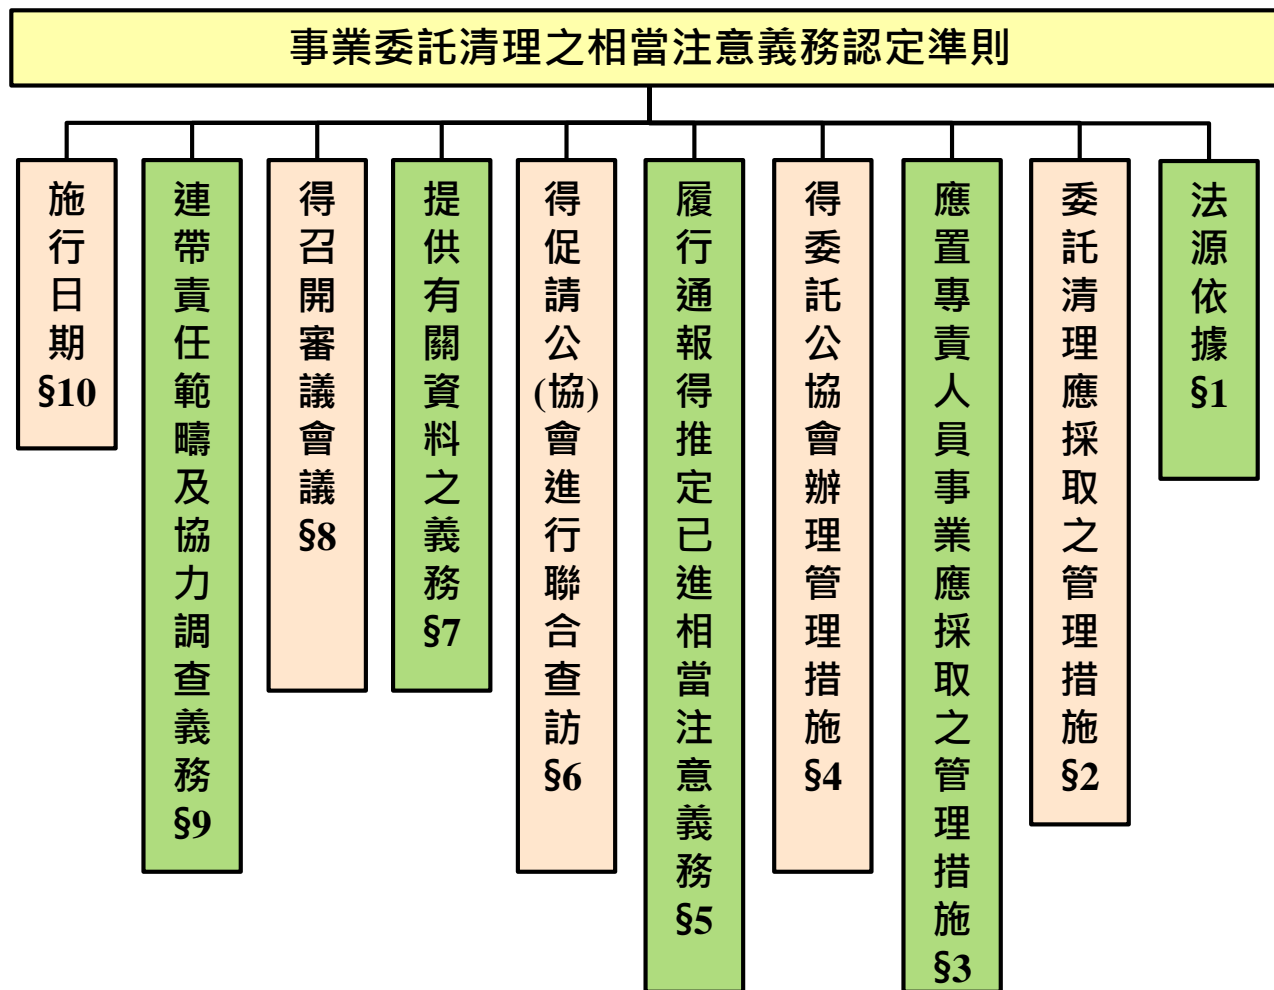 事業委託清理之相當注意義務認定準則
法源依據§1
委託清理應採取之管理措施§2
應置專責人員事業應採取之管理措施§3
得委託公協會辦理管理措施§4
履行通報得推定已進相當注意義務§5
得促請公(協)會進行聯合查訪§6
提供有關資料之義務§7
得召開審議會議§8
連帶責任範疇及協力調查義務§9
施行日期§10